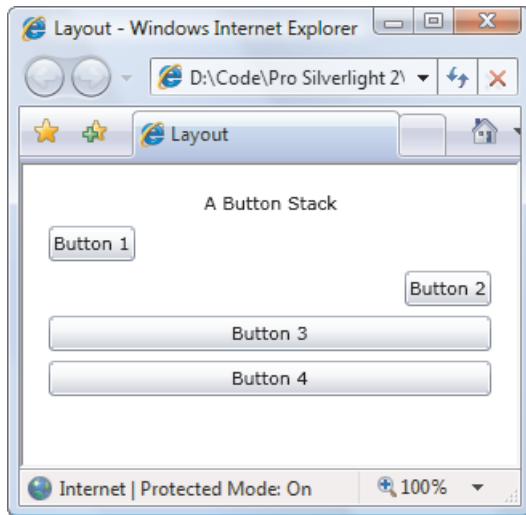 Layout - Windows Internet Explorer
D:\Code\Pro Silverlight 2\
Layout
A Button Stack
Button 1
Button 2
Button 3
Button 4
Internet | Protected Mode: On
100%